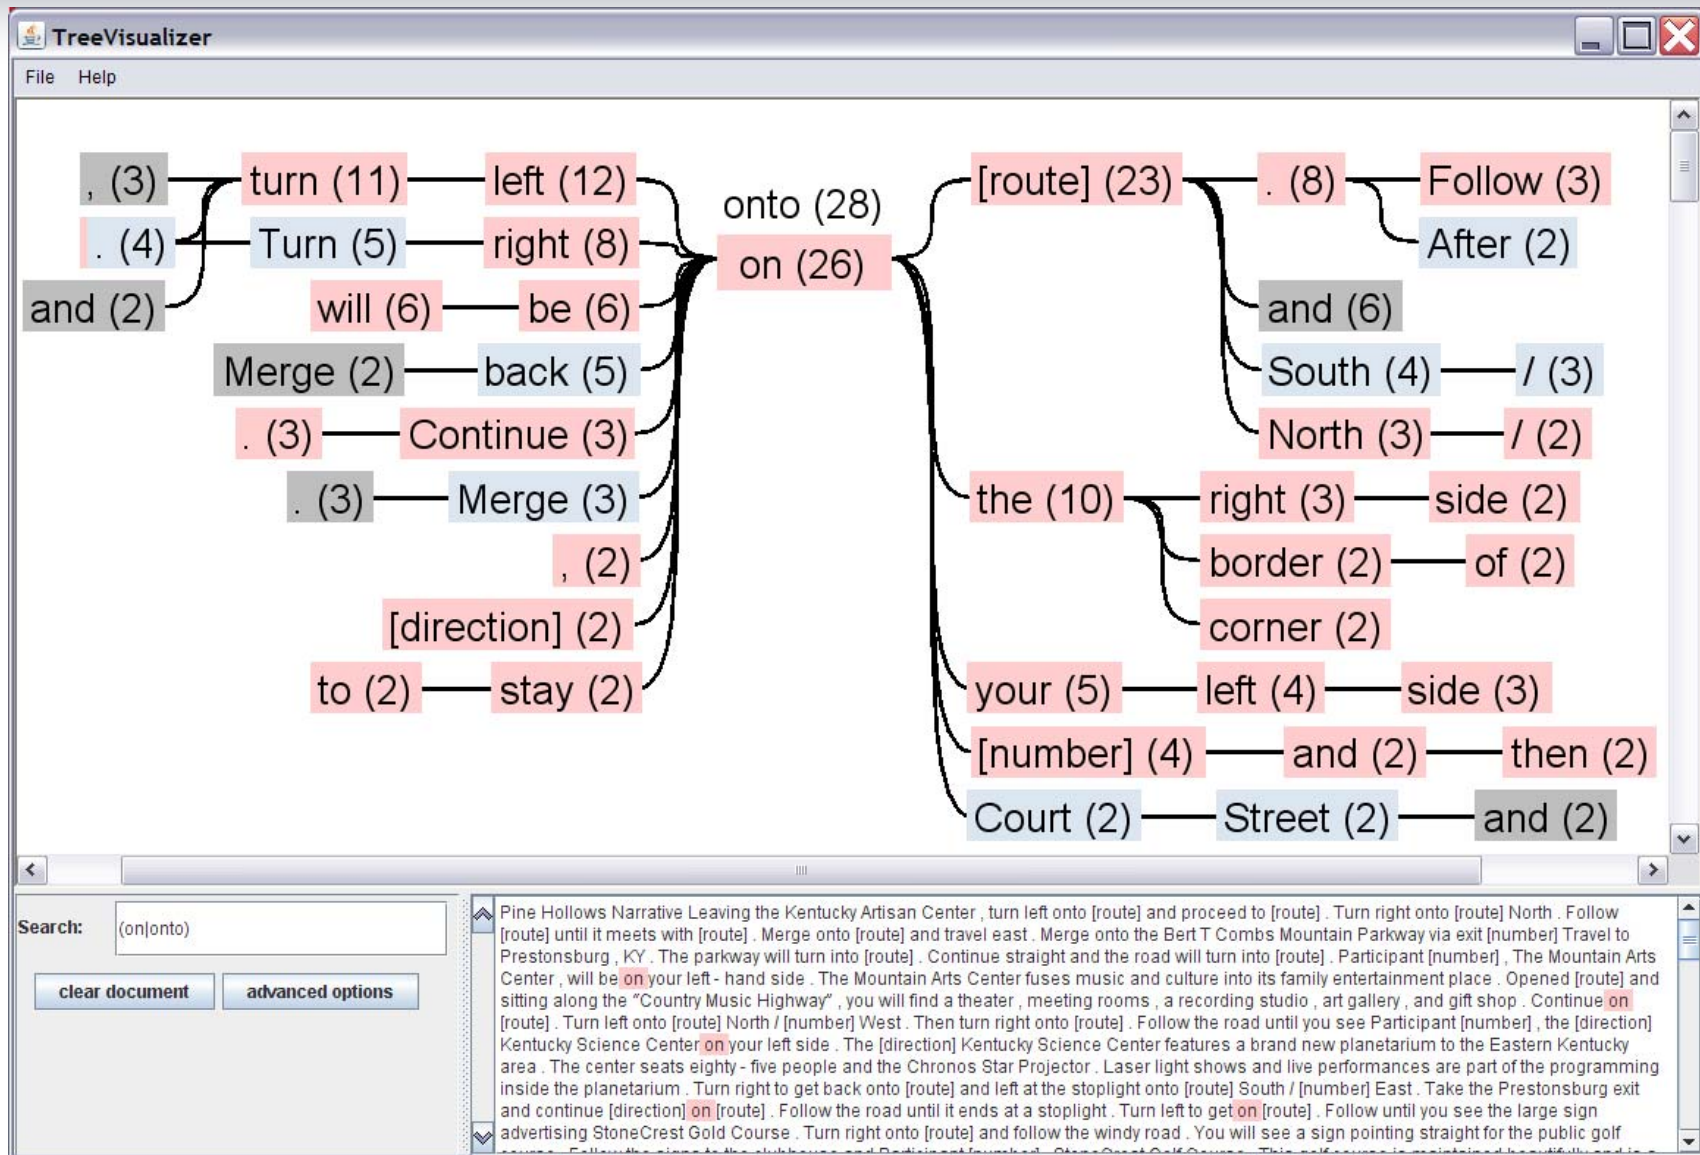 TreeVisualizer
File Help
, (3) turn (11) left (12) onto (28) [route] (23) . (8) Follow (3)
. (4) Turn (5) right (8) on (26) After (2)
and (2) will (6) be (6) and (6)
Merge (2) back (5) South (4) / (3)
. (3) Continue (3) North (3) / (2)
. (3) Merge (3) the (10) right (3) side (2)
, (2) border (2) of (2)
[direction] (2) corner (2)
to (2) stay (2) your (5) left (4) side (3)
[number] (4) and (2) then (2)
Court (2) Street (2) and (2)
Search: (on|onto)
clear document advanced options
Pine Hollows Narrative Leaving the Kentucky Artisan Center , turn left onto [route] and proceed to [route] . Turn right onto [route] North . Follow
[route] until it meets with [route] . Merge onto [route] and travel east . Merge onto the Bert T Combs Mountain Parkway via exit [number] Travel to
Prestonsburg , KY . The parkway will turn into [route] . Continue straight and the road will turn into [route] . Participant [number] , The Mountain Arts
Center , will be on your left - hand side . The Mountain Arts Center fuses music and culture into its family entertainment place . Opened [route] and
sitting along the "Country Music Highway" , you will find a theater , meeting rooms , a recording studio , art gallery , and gift shop . Continue on
[route] . Turn left onto [route] North / [number] West . Then turn right onto [route] . Follow the road until you see Participant [number] , the [direction]
Kentucky Science Center on your left side . The [direction] Kentucky Science Center features a brand new planetarium to the Eastern Kentucky
area . The center seats eighty - five people and the Chronos Star Projector . Laser light shows and live performances are part of the programming
inside the planetarium . Turn right to get back onto [route] and left at the stoplight onto [route] South / [number] East . Take the Prestonsburg exit
and continue [direction] on [route] . Follow the road until it ends at a stoplight . Turn left to get on [route] . Follow until you see the large sign
advertising StoneCrest Gold Course . Turn right onto [route] and follow the windy road . You will see a sign pointing straight for the public golf